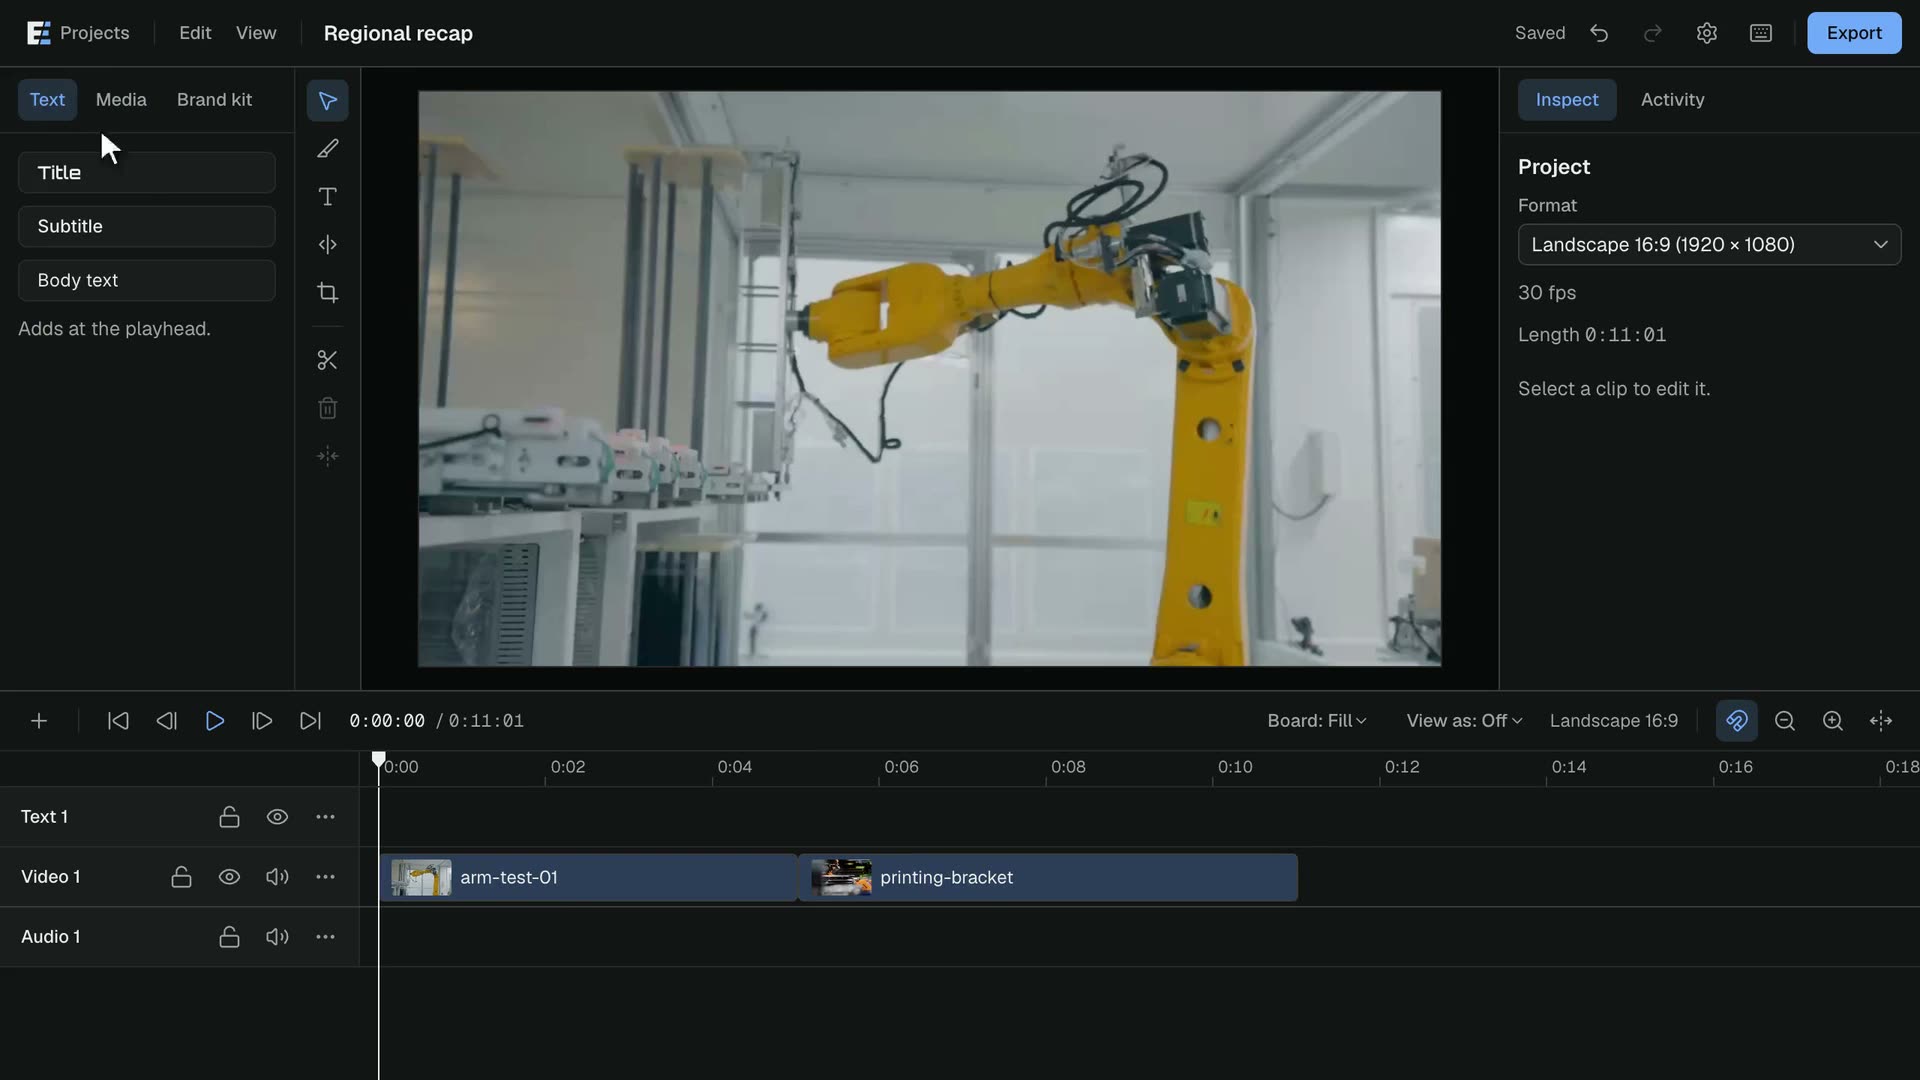 Projects Edit View Regional recap Saved Export
Text Media Brand kit Inspect Activity
Title
Subtitle
Body text
Adds at the playhead.
Project
Format
Landscape 16:9 (1920 × 1080)
30 fps
Length 0:11:01
Select a clip to edit it.
0:00:00 / 0:11:01 Board: Fill View as: Off Landscape 16:9
0:00 0:02 0:04 0:06 0:08 0:10 0:12 0:14 0:16 0:18
Text 1
Video 1 arm-test-01 printing-bracket
Audio 1